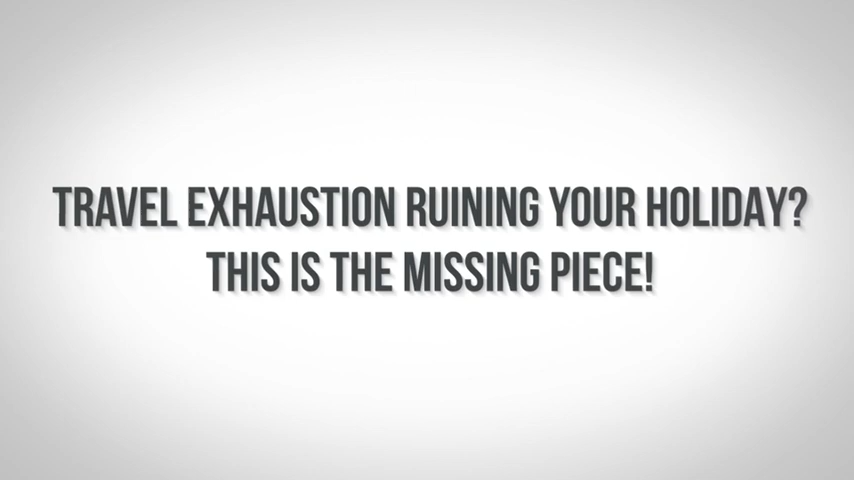 TRAVEL EXHAUSTION RUINING YOUR HOLIDAY?
THIS IS THE MISSING PIECE!